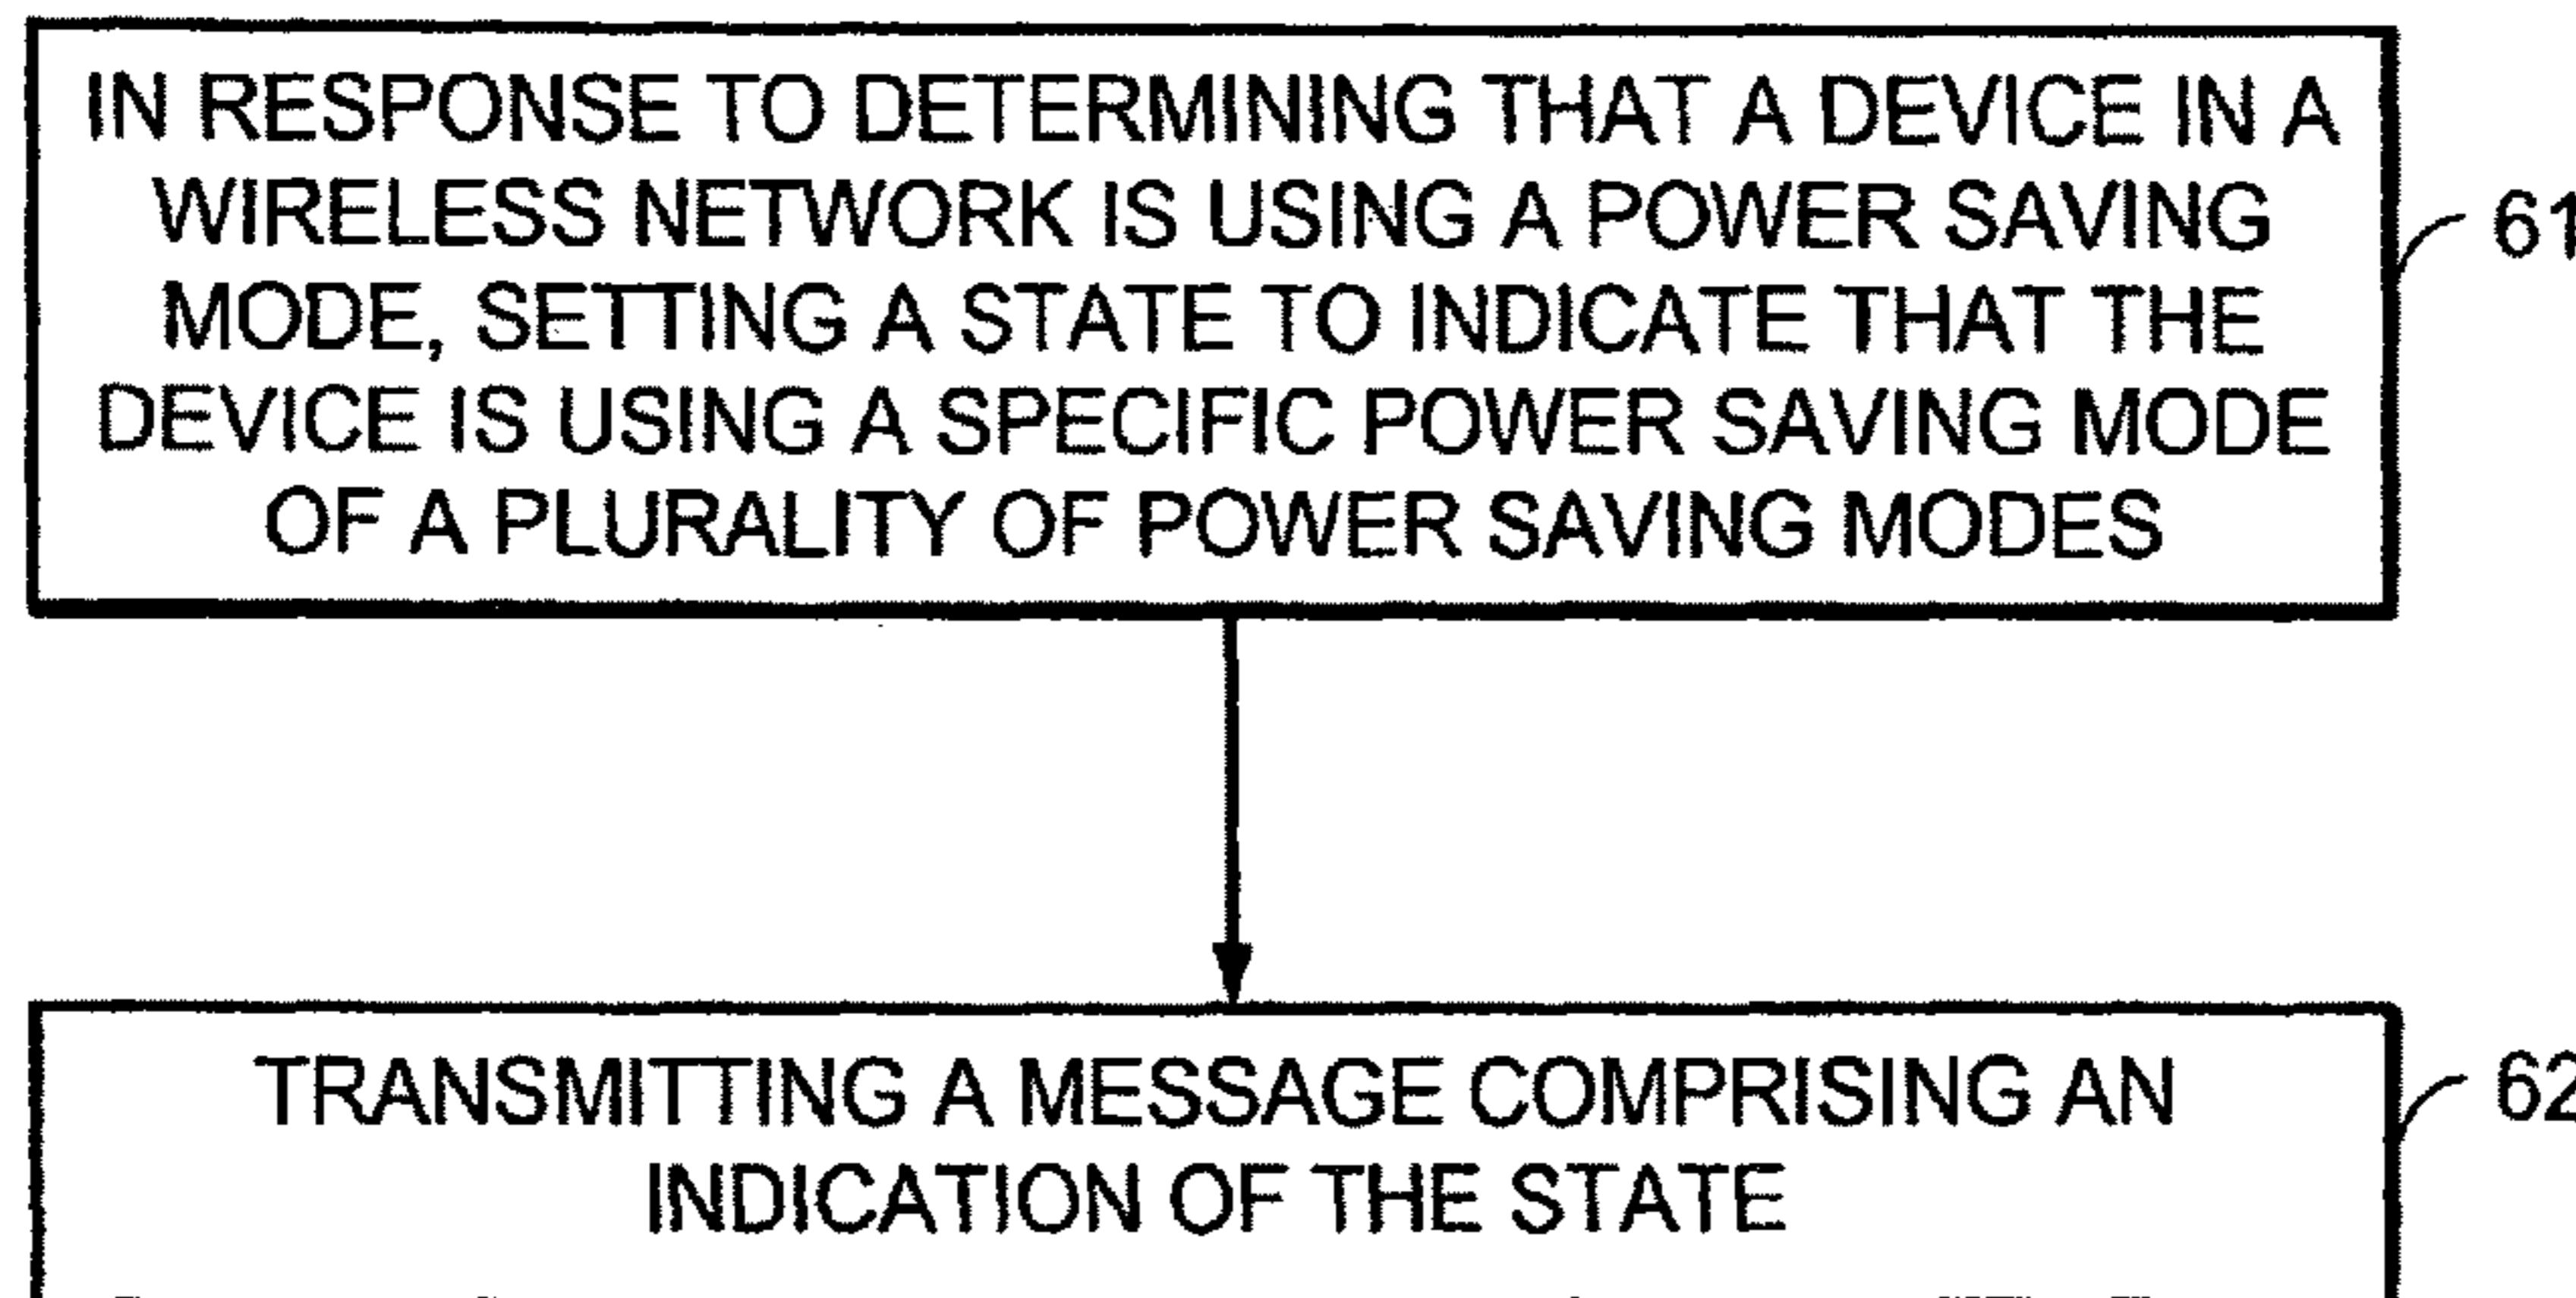 IN RESPONSE TO DETERMINING THAT A DEVICE IN A
WIRELESS NETWORK IS USING A POWER SAVING
MODE, SETTING A STATE TO INDICATE THAT THE
DEVICE IS USING A SPECIFIC POWER SAVING MODE
OF A PLURALITY OF POWER SAVING MODES
TRANSMITTING A MESSAGE COMPRISING AN
INDICATION OF THE STATE